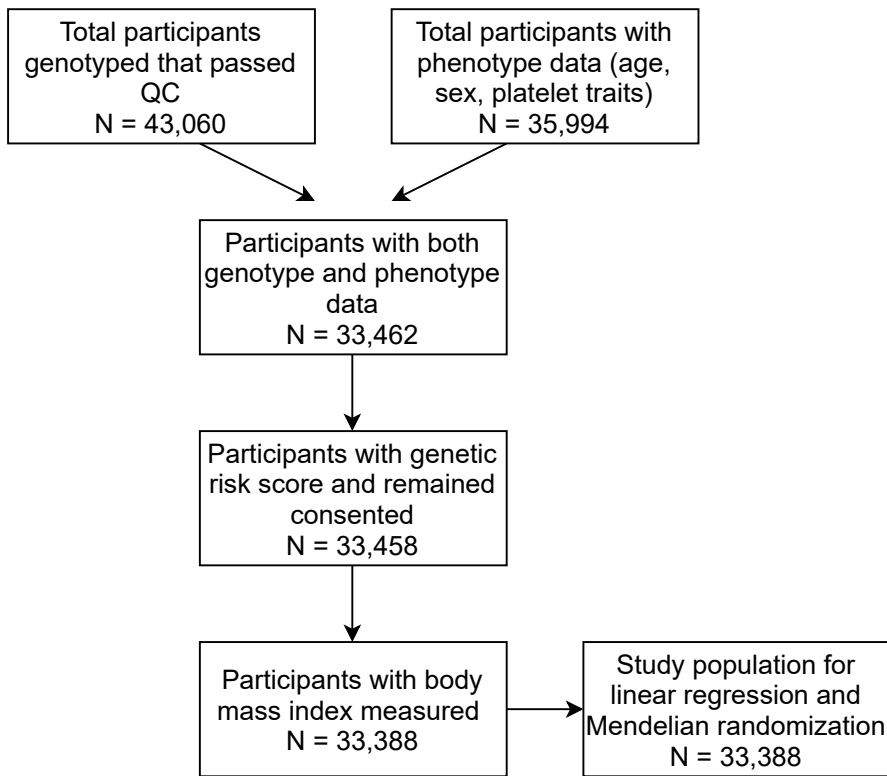 Total participants
genotyped that passed
QC
N = 43,060
Total participants with
phenotype data (age,
sex, platelet traits)
N = 35,994
Participants with both
genotype and phenotype
data
N = 33,462
Participants with genetic
risk score and remained
consented
N = 33,458
Participants with body
mass index measured
N = 33,388
Study population for
linear regression and
Mendelian randomization
N = 33,388